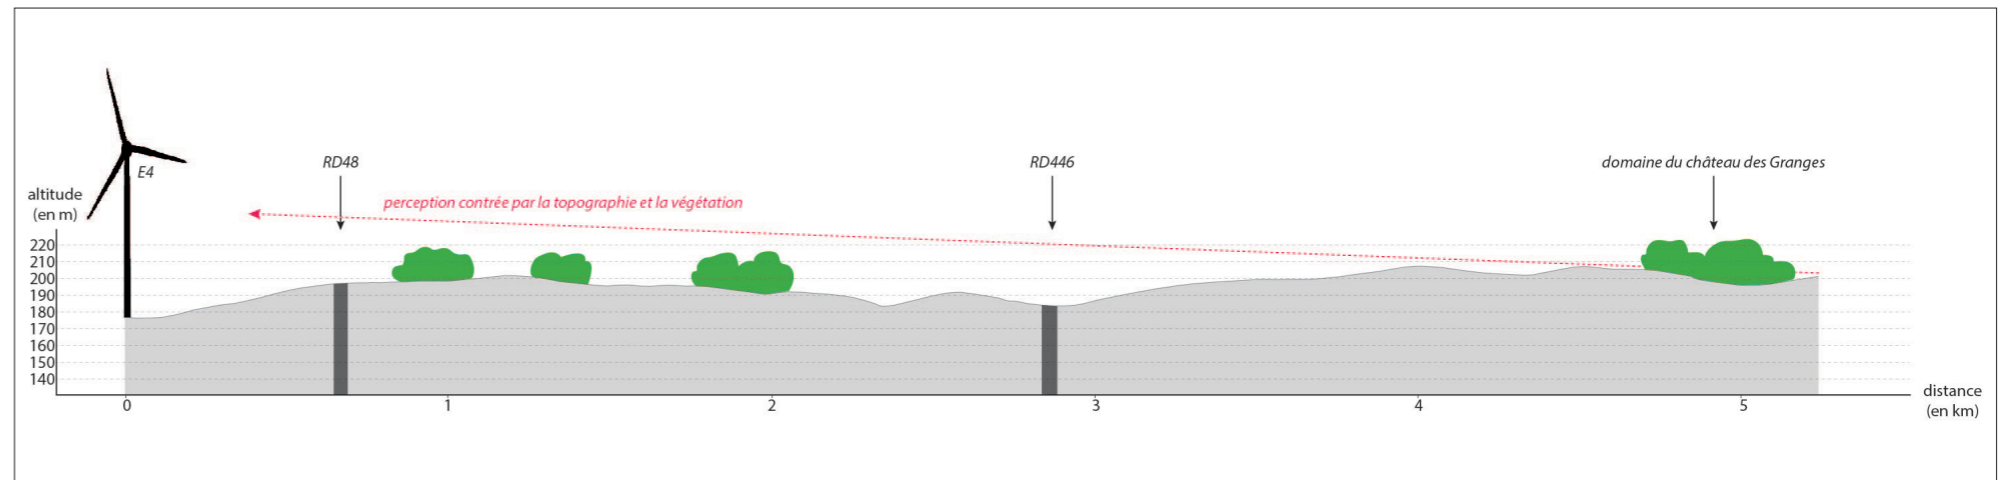 E4
RD48
RD446
domaine du château des Granges
altitude
(en m)
perception contrée par la topographie et la végétation
220
210
200
190
180
170
160
150
140
0
1
2
3
4
5
distance
(en km)